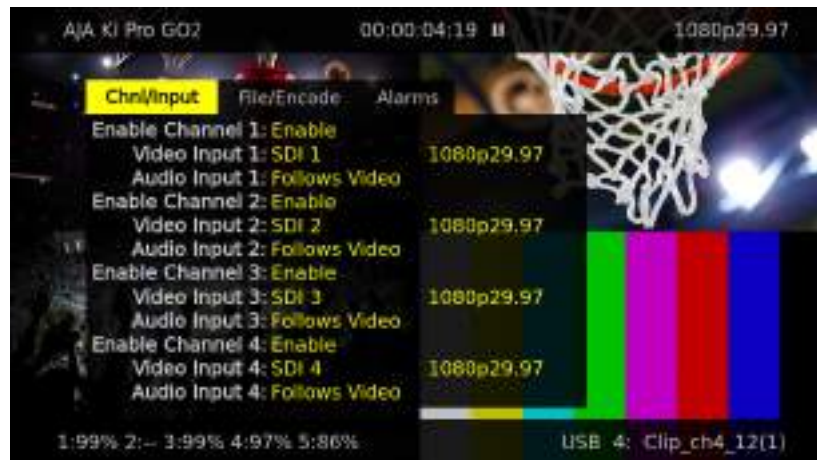 AJA Ki Pro GO2 00:00:04:19 1080p29.97
Chnl/Input File/Encode Alarms
Enable Channel 1: Enable
Video Input 1: SDI 1 1080p29.97
Audio Input 1: Follows Video
Enable Channel 2: Enable
Video Input 2: SDI 2 1080p29.97
Audio Input 2: Follows Video
Enable Channel 3: Enable
Video Input 3: SDI 3 1080p29.97
Audio Input 3: Follows Video
Enable Channel 4: Enable
Video Input 4: SDI 4 1080p29.97
Audio Input 4: Follows Video
1:99% 2:-- 3:99% 4:97% 5:86% USB 4: Clip_ch4_12(1)